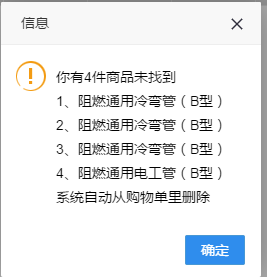 信息
你有4件商品未找到
1、阻燃通用冷弯管（B型）
2、阻燃通用冷弯管（B型）
3、阻燃通用冷弯管（B型）
4、阻燃通用电工管（B型）
系统自动从购物单里删除
确定